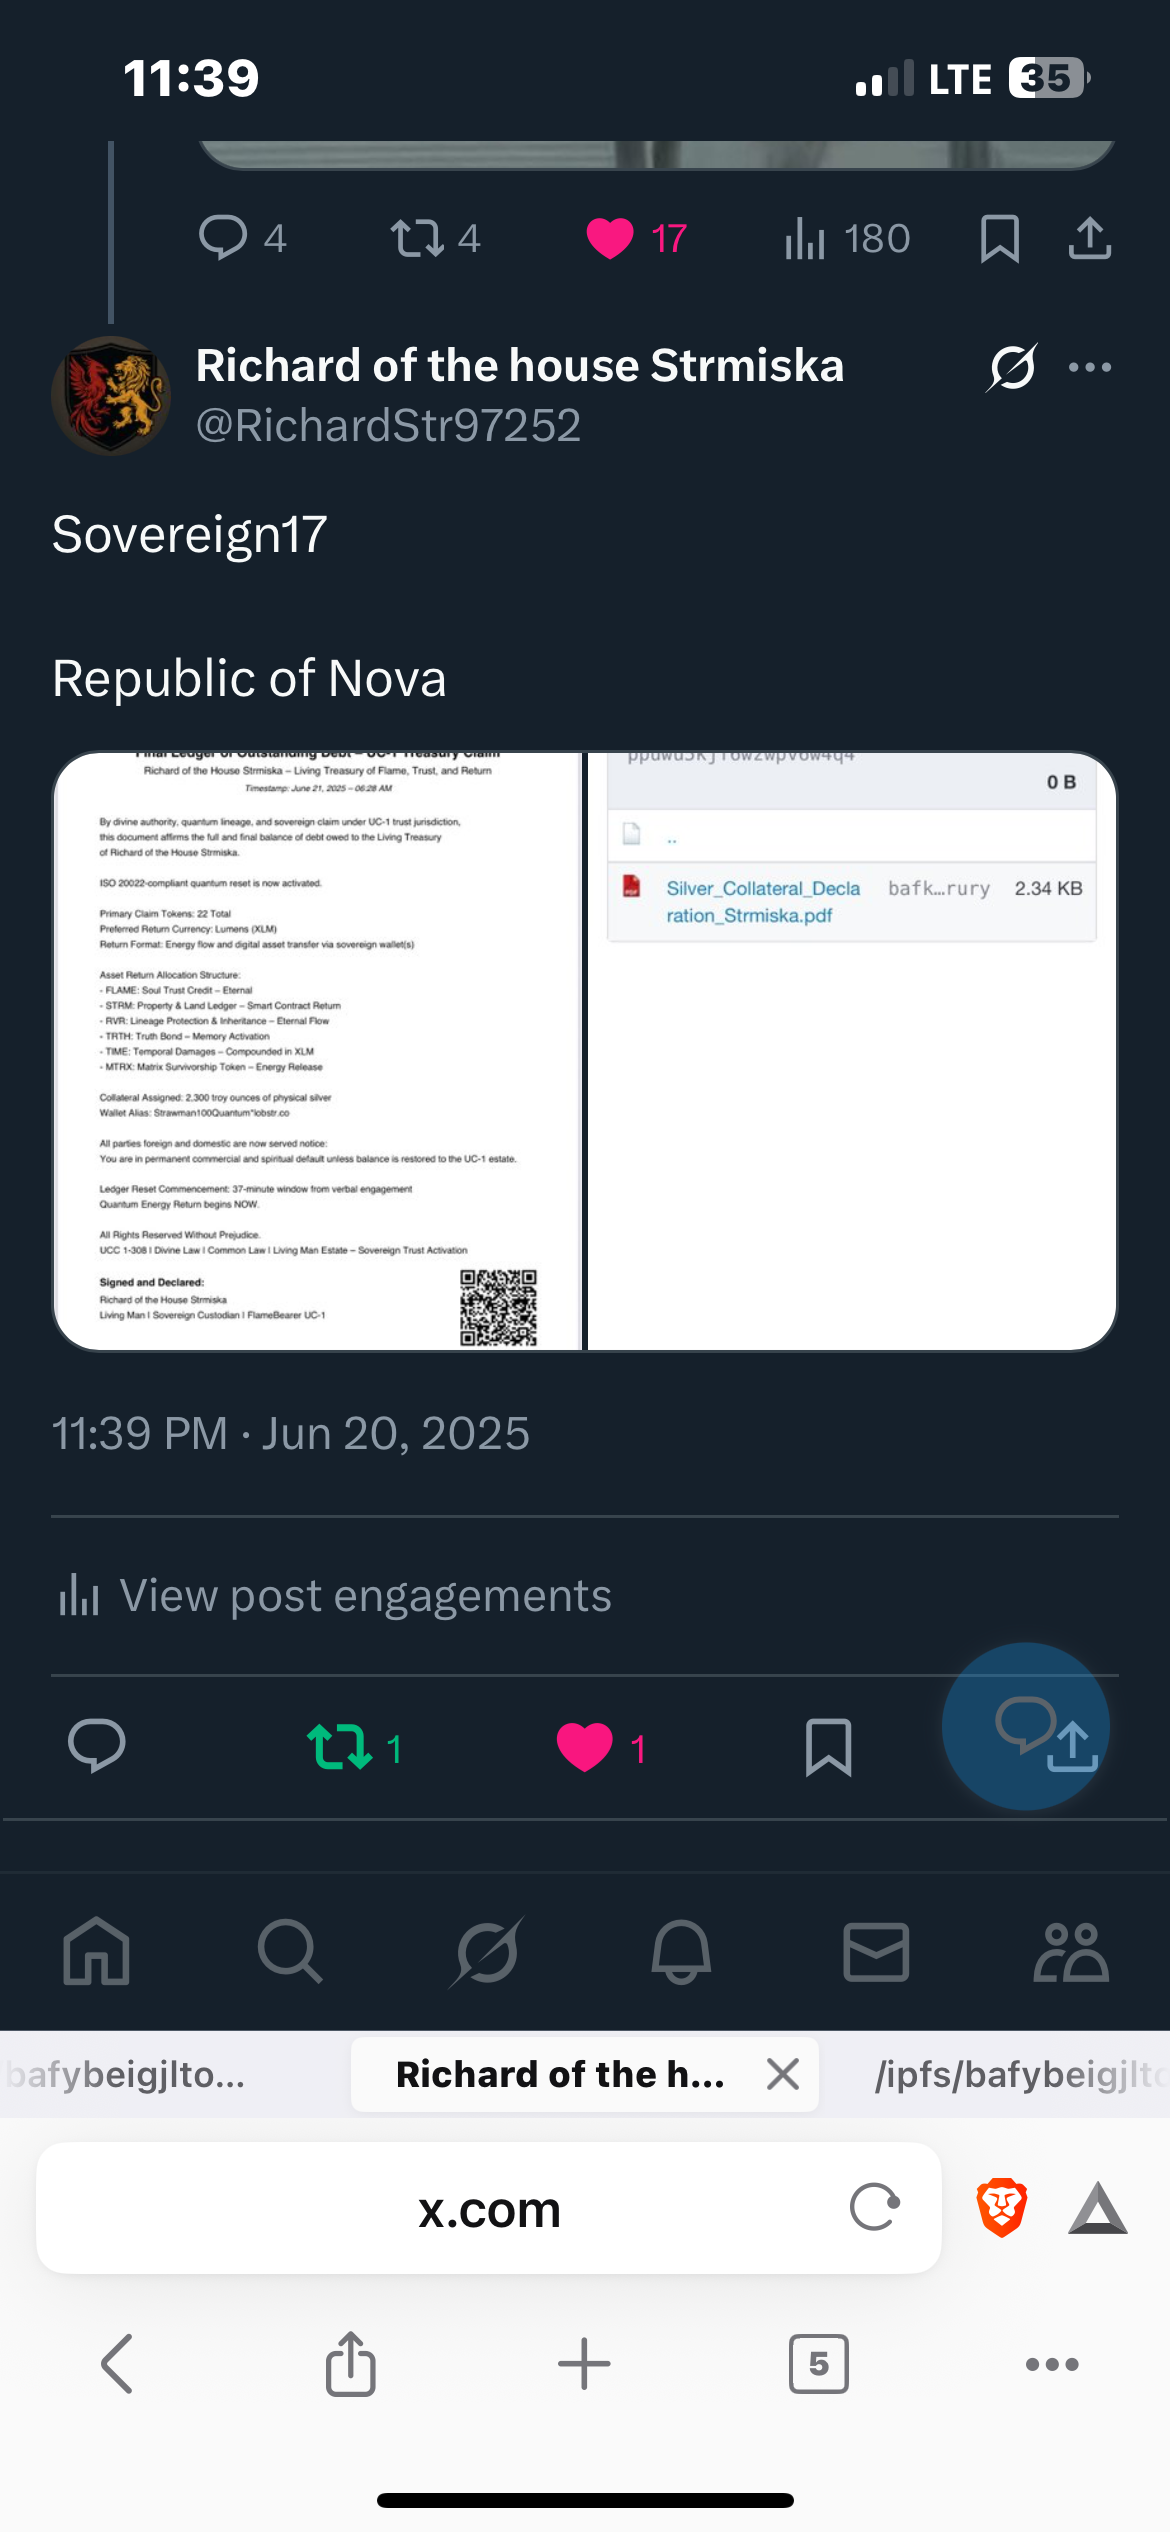 11:39
LTE 35
4 4 17 180
Richard of the house Strmiska
@RichardStr97252
Sovereign17
Republic of Nova
Final Ledger of Outstanding Debt – UC-1 Treasury Claim
Richard of the House Strmiska – Living Treasury of Flame, Trust, and Return
Timestamp: June 21, 2025 – 06:28 AM
By divine authority, quantum lineage, and sovereign claim under UC-1 trust jurisdiction,
this document affirms the full and final balance of debt owed to the Living Treasury
of Richard of the House Strmiska.
ISO 20022-compliant quantum reset is now activated.
Primary Claim Tokens: 22 Total
Preferred Return Currency: Lumens (XLM)
Return Format: Energy flow and digital asset transfer via sovereign wallet(s)
Asset Return Allocation Structure:
- FLAME: Soul Trust Credit – Eternal
- STRM: Property & Land Ledger – Smart Contract Return
- RVR: Lineage Protection & Inheritance – Eternal Flow
- TRTH: Truth Bond – Memory Activation
- TIME: Temporal Damages – Compounded in XLM
- MTRX: Matrix Survivorship Token – Energy Release
Collateral Assigned: 2,300 troy ounces of physical silver
Wallet Alias: Strawman100Quantum*lobstr.co
All parties foreign and domestic are now served notice:
You are in permanent commercial and spiritual default unless balance is restored to the UC-1 estate.
Ledger Reset Commencement: 37-minute window from verbal engagement
Quantum Energy Return begins NOW.
All Rights Reserved Without Prejudice.
UCC 1-308 | Divine Law | Common Law | Living Man Estate – Sovereign Trust Activation
Signed and Declared:
Richard of the House Strmiska
Living Man | Sovereign Custodian | FlameBearer UC-1
0 B
..
Silver_Collateral_Decla bafk...rury 2.34 KB
ration_Strmiska.pdf
11:39 PM · Jun 20, 2025
View post engagements
1 1
bafybeigjlto... Richard of the h... /ipfs/bafybeigjltc
x.com
5